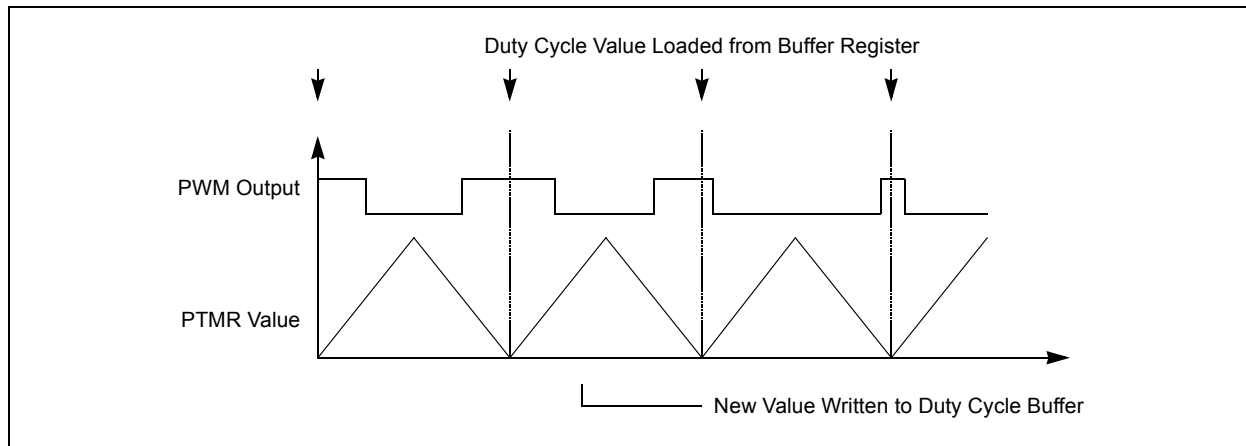 Duty Cycle Value Loaded from Buffer Register
PWM Output
PTMR Value
New Value Written to Duty Cycle Buffer